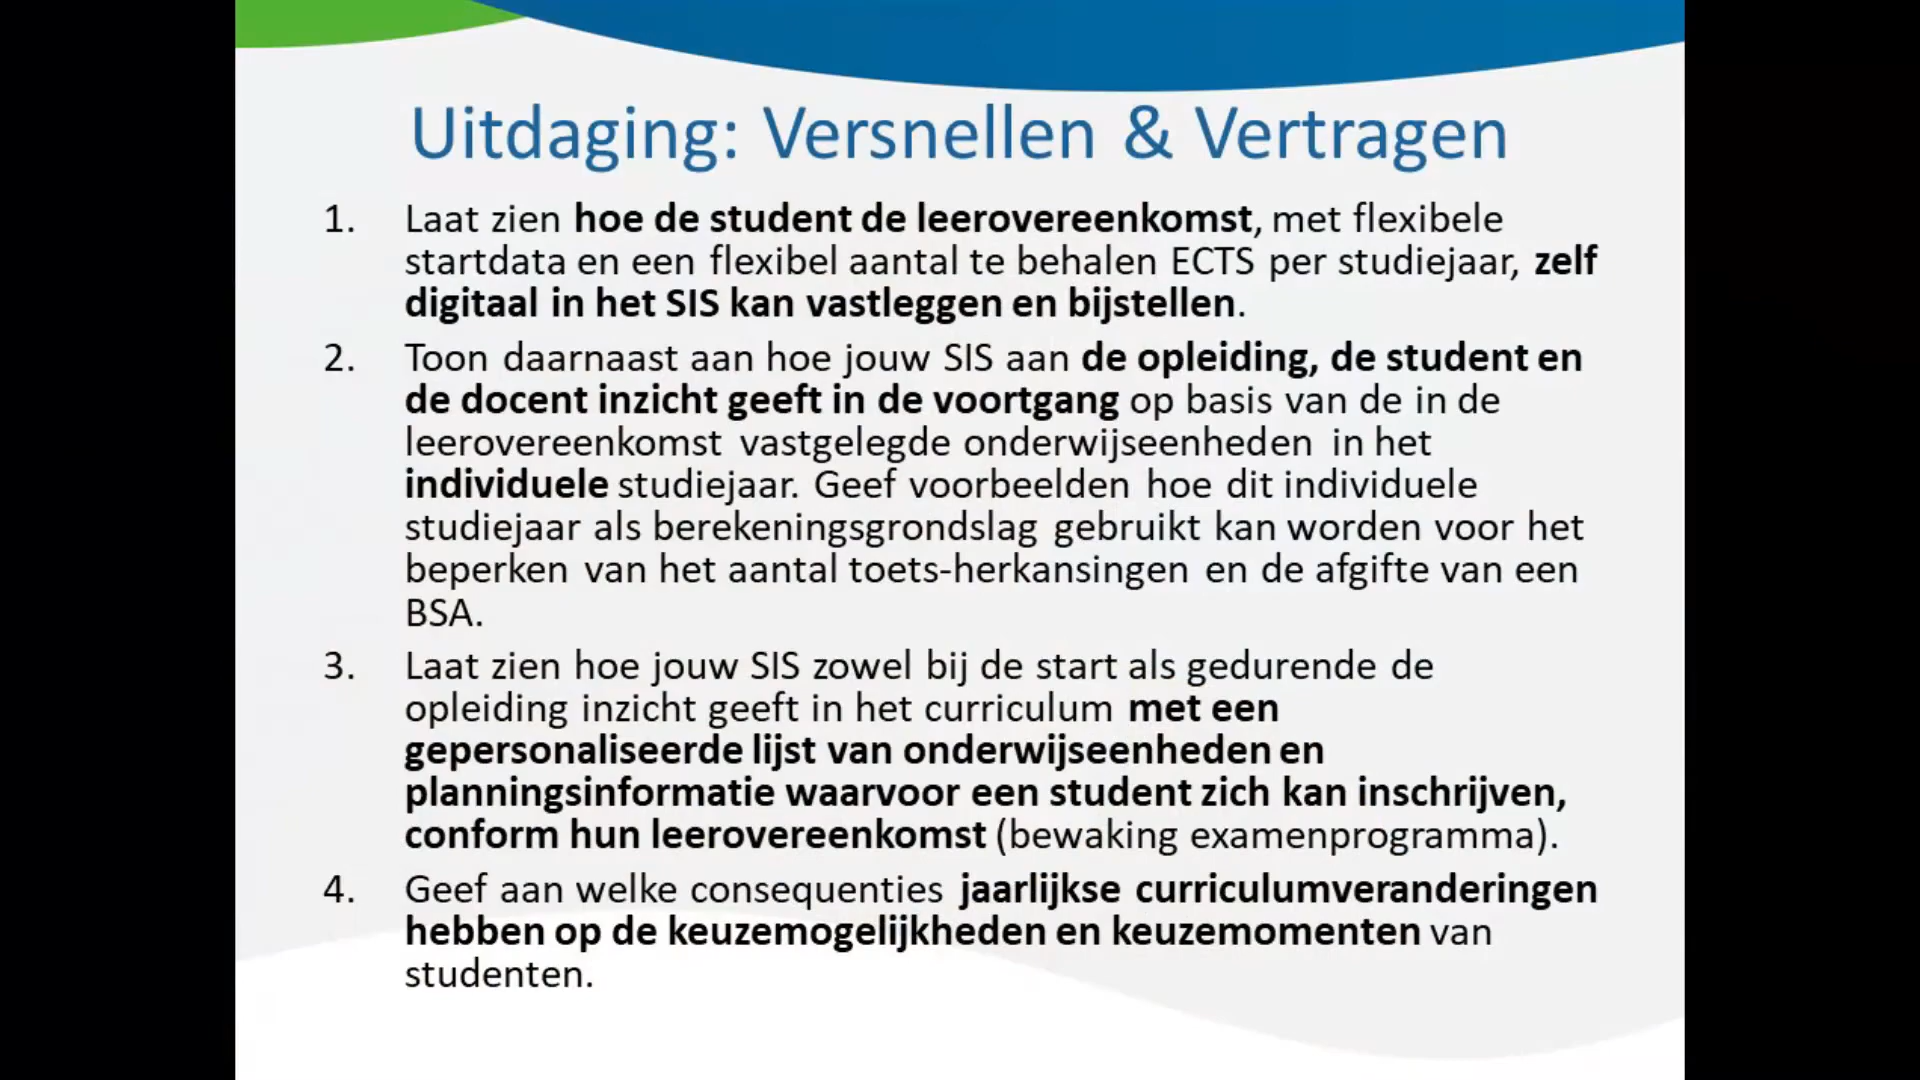 Uitdaging: Versnellen & Vertragen
1. Laat zien hoe de student de leerovereenkomst, met flexibele
startdata en een flexibel aantal te behalen ECTS per studiejaar, zelf
digitaal in het SIS kan vastleggen en bijstellen.
2. Toon daarnaast aan hoe jouw SIS aan de opleiding, de student en
de docent inzicht geeft in de voortgang op basis van de in de
leerovereenkomst vastgelegde onderwijseenheden in het
individuele studiejaar. Geef voorbeelden hoe dit individuele
studiejaar als berekeningsgrondslag gebruikt kan worden voor het
beperken van het aantal toets-herkansingen en de afgifte van een
BSA.
3. Laat zien hoe jouw SIS zowel bij de start als gedurende de
opleiding inzicht geeft in het curriculum met een
gepersonaliseerde lijst van onderwijseenheden en
planningsinformatie waarvoor een student zich kan inschrijven,
conform hun leerovereenkomst (bewaking examenprogramma).
4. Geef aan welke consequenties jaarlijkse curriculumveranderingen
hebben op de keuzemogelijkheden en keuzemomenten van
studenten.